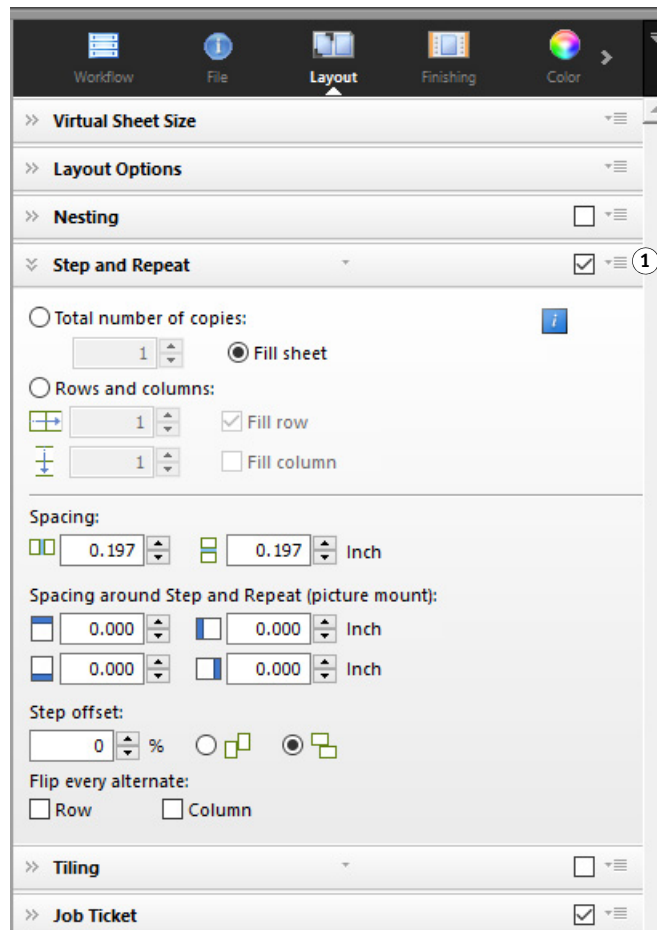 Workflow File Layout Finishing Color
Virtual Sheet Size
Layout Options
Nesting
Step and Repeat 1
Total number of copies: i
1 Fill sheet
Rows and columns:
1 Fill row
1 Fill column
Spacing:
0.197 0.197 Inch
Spacing around Step and Repeat (picture mount):
0.000 0.000 Inch
0.000 0.000 Inch
Step offset:
0 %
Flip every alternate:
Row Column
Tiling
Job Ticket